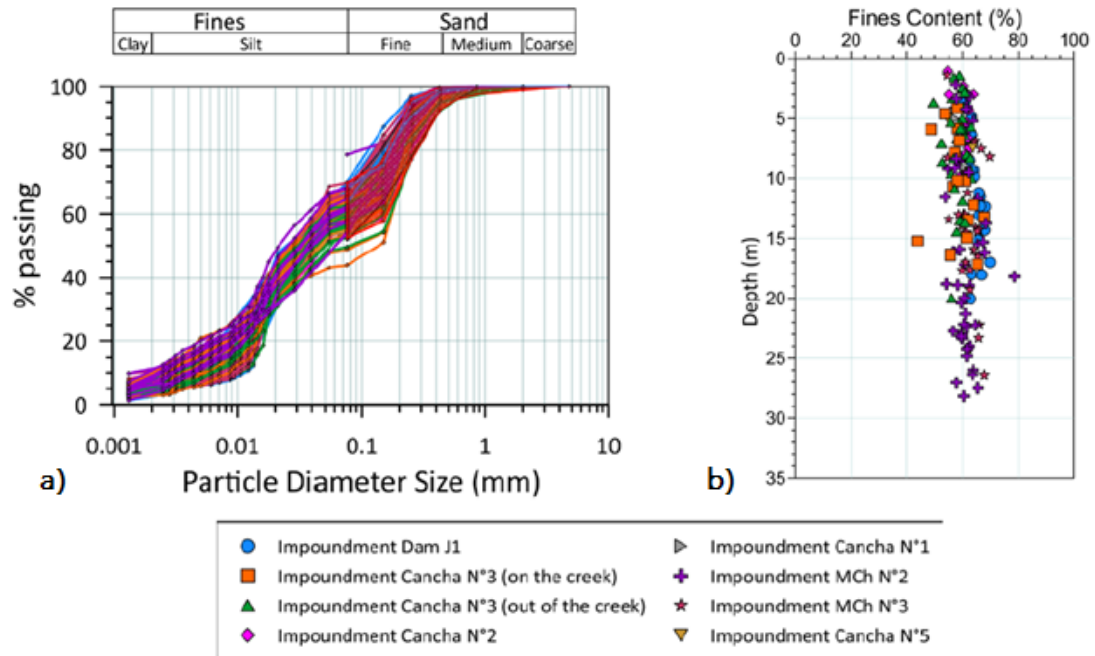 Fines Sand
Clay Silt Fine Medium Coarse
100
80
60
40
20
0
% passing
0.001 0.01 0.1 1 10
Particle Diameter Size (mm)
a)
Fines Content (%)
0 20 40 60 80 100
0
5
10
15
20
25
30
35
Depth (m)
b)
Impoundment Dam J1
Impoundment Cancha N°3 (on the creek)
Impoundment Cancha N°3 (out of the creek)
Impoundment Cancha N°2
Impoundment Cancha N°1
Impoundment MCh N°2
Impoundment MCh N°3
Impoundment Cancha N°5